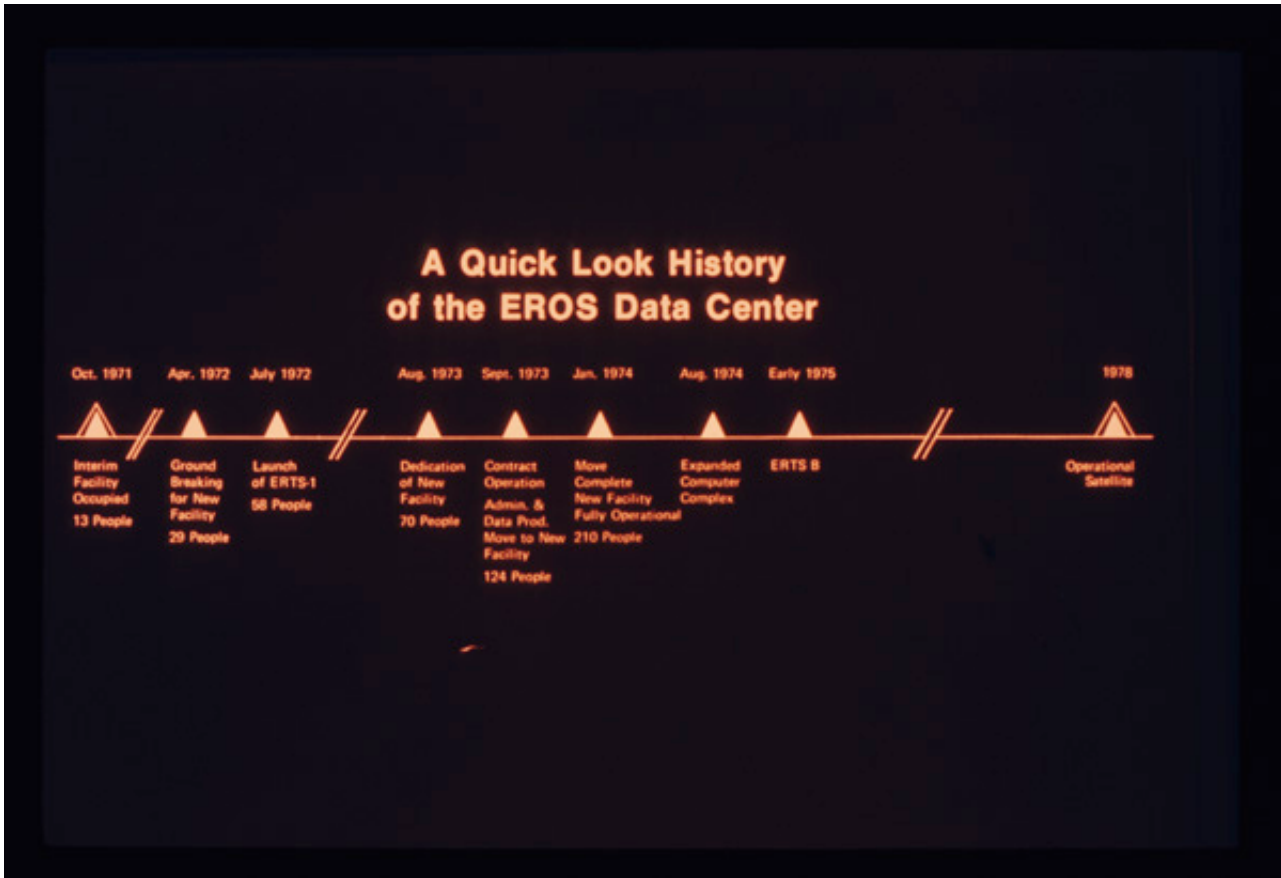 A Quick Look History
of the EROS Data Center
Oct. 1971
Apr. 1972
July 1972
Aug. 1973
Sept. 1973
Jan. 1974
Aug. 1974
Early 1975
1978
Interim
Facility
Occupied
13 People
Ground
Breaking
for New
Facility
29 People
Launch
of ERTS-1
58 People
Dedication
of New
Facility
70 People
Contract
Operation
Admin. &
Data Prod.
Move to New
Facility
124 People
Move
Complete
New Facility
Fully Operational
210 People
Expanded
Computer
Complex
ERTS B
Operational
Satellite